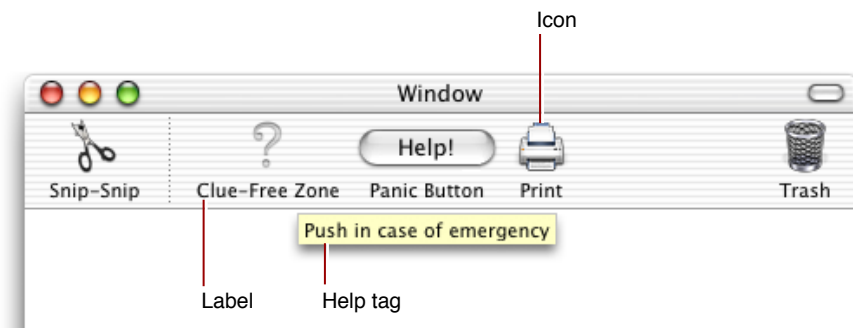 Icon
Window
Help!
Snip-Snip Clue-Free Zone Panic Button Print Trash
Push in case of emergency
Label Help tag